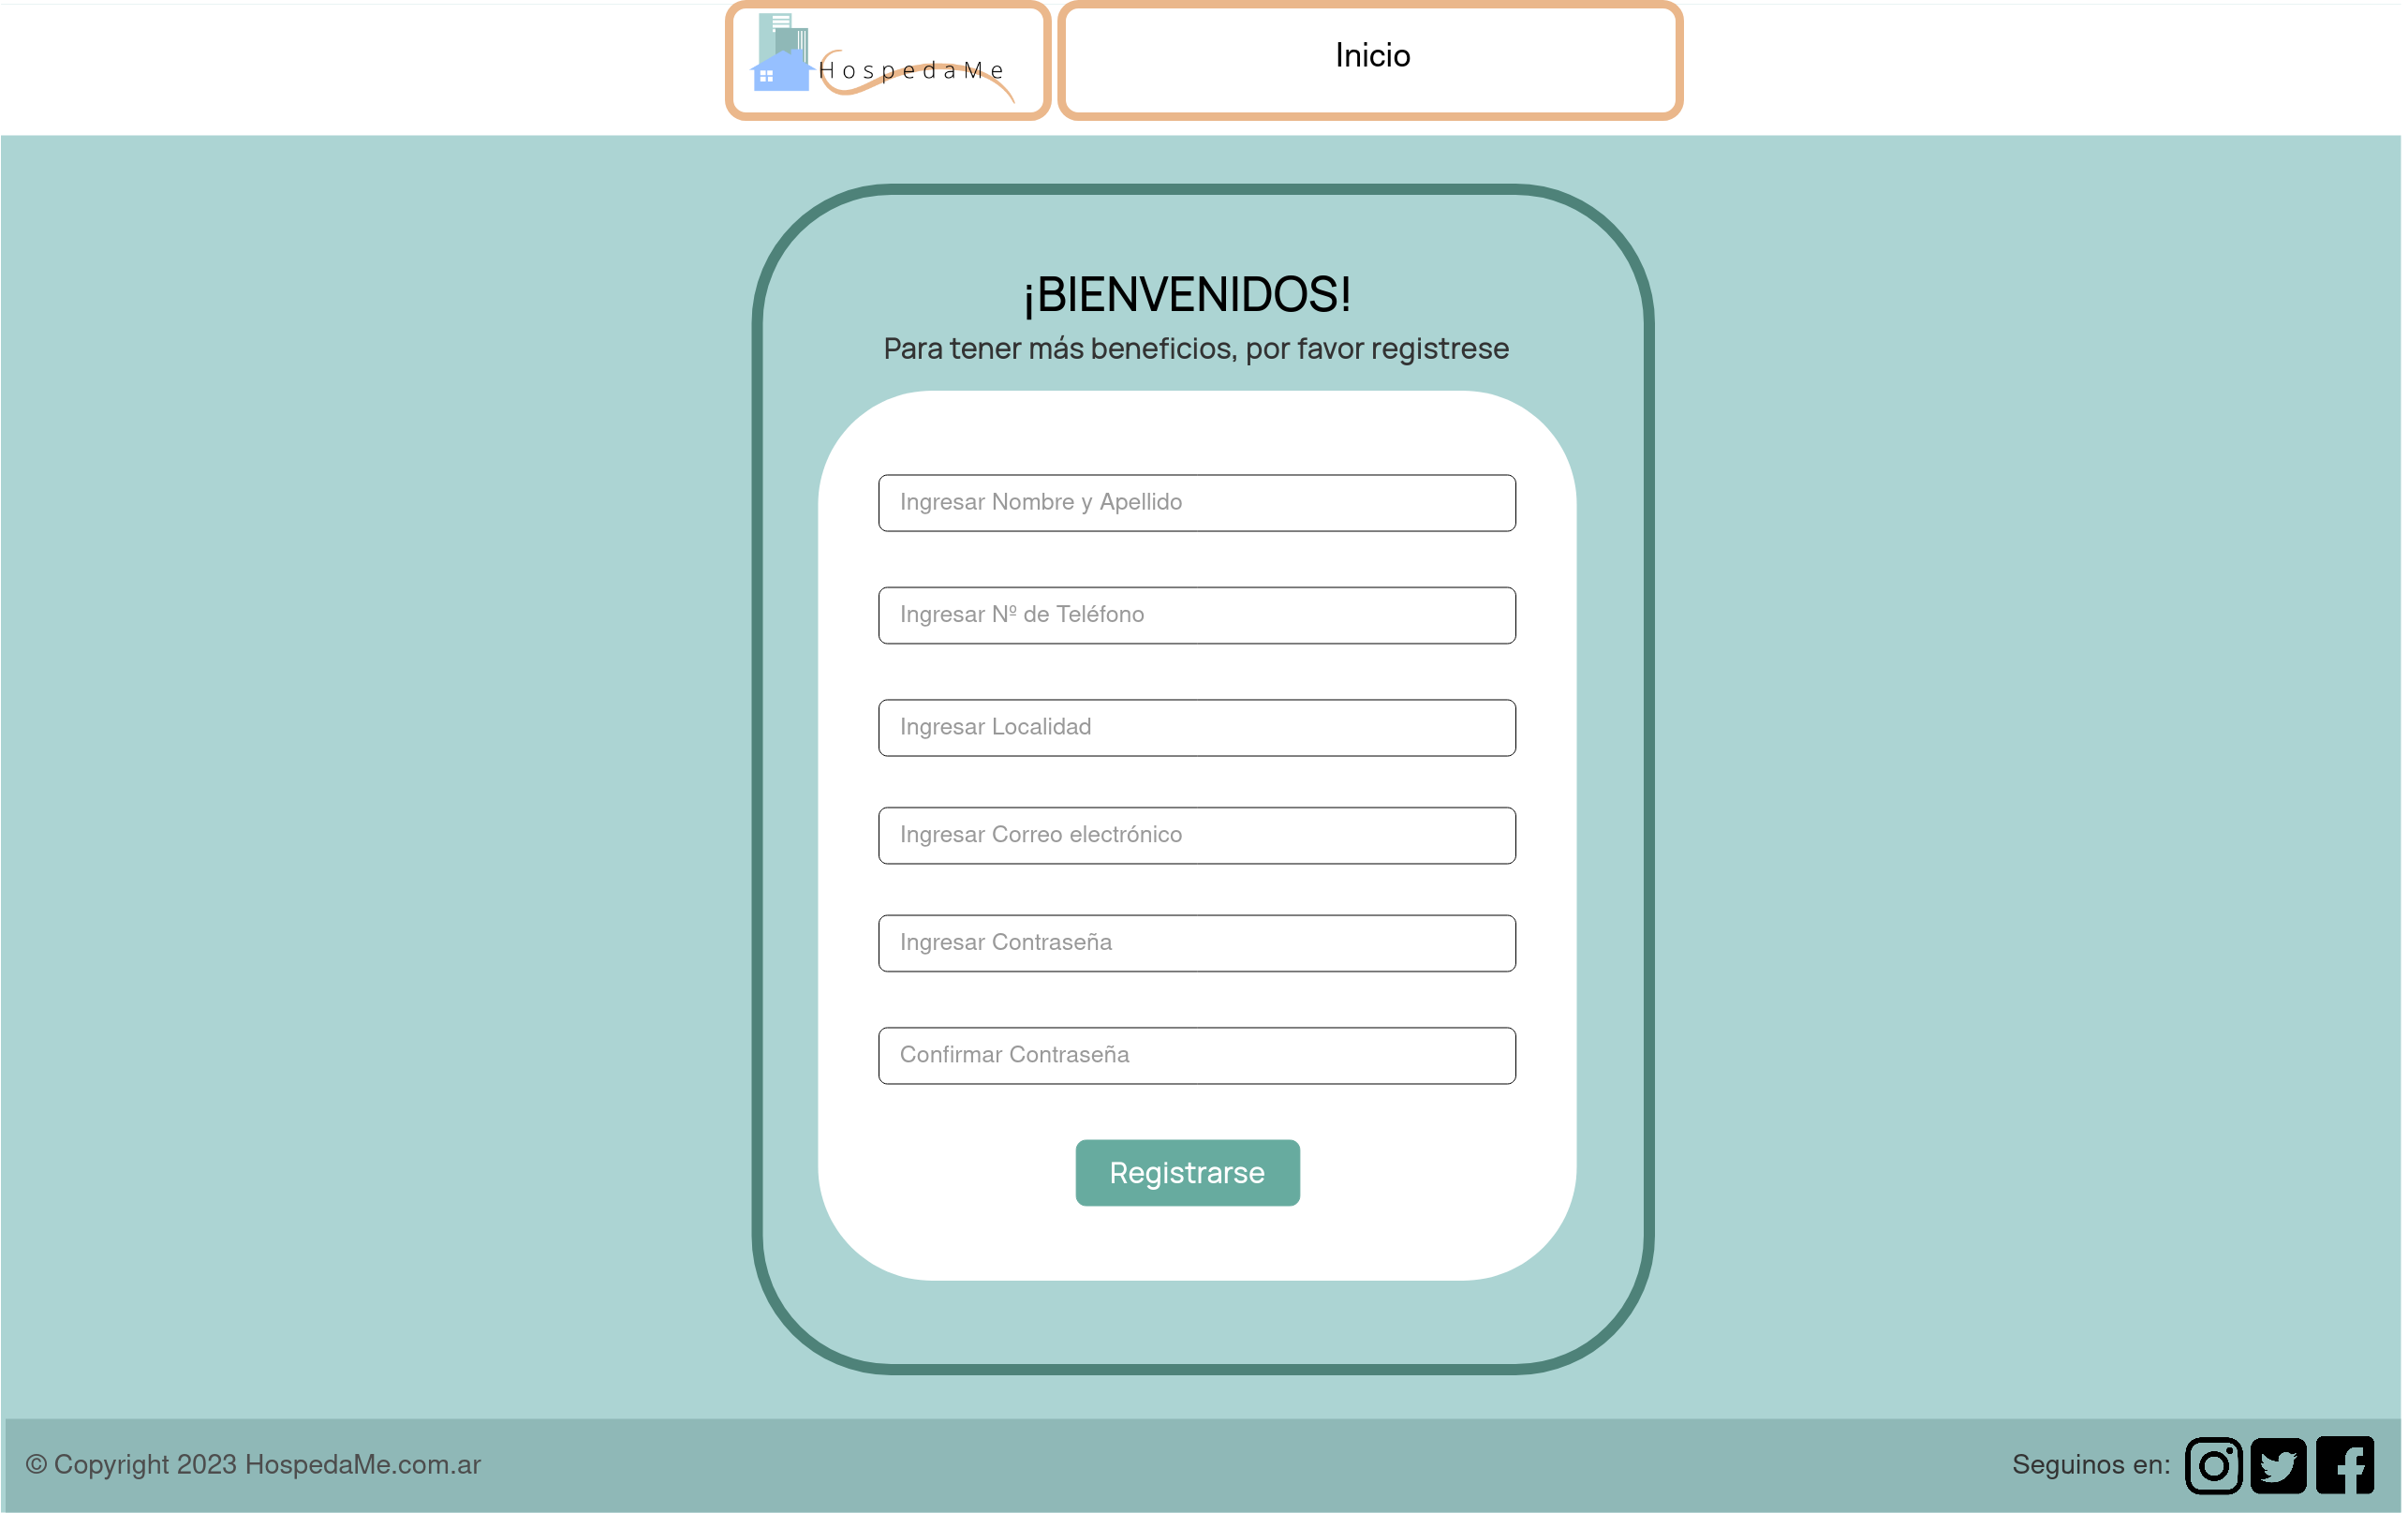 HospedaMe
Inicio
¡BIENVENIDOS!
Para tener más beneficios, por favor registrese
Ingresar Nombre y Apellido
Ingresar Nº de Teléfono
Ingresar Localidad
Ingresar Correo electrónico
Ingresar Contraseña
Confirmar Contraseña
Registrarse
© Copyright 2023 HospedaMe.com.ar
Seguinos en: